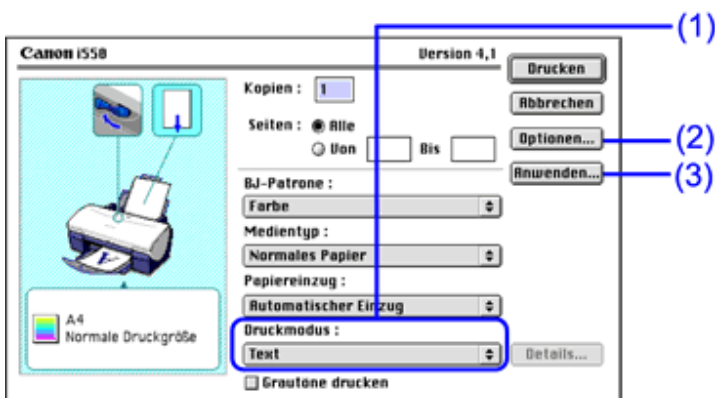 (1)
Canon i550 Version 4,1
Drucken
Kopien : 1
Abbrechen
Seiten : Alle
Optionen... (2)
Von Bis
Anwenden... (3)
BJ-Patrone :
Farbe
Medientyp :
Normales Papier
Papiereinzug :
Automatischer Einzug
A4
Normale Druckgröße
Druckmodus :
Text Details...
Grautöne drucken